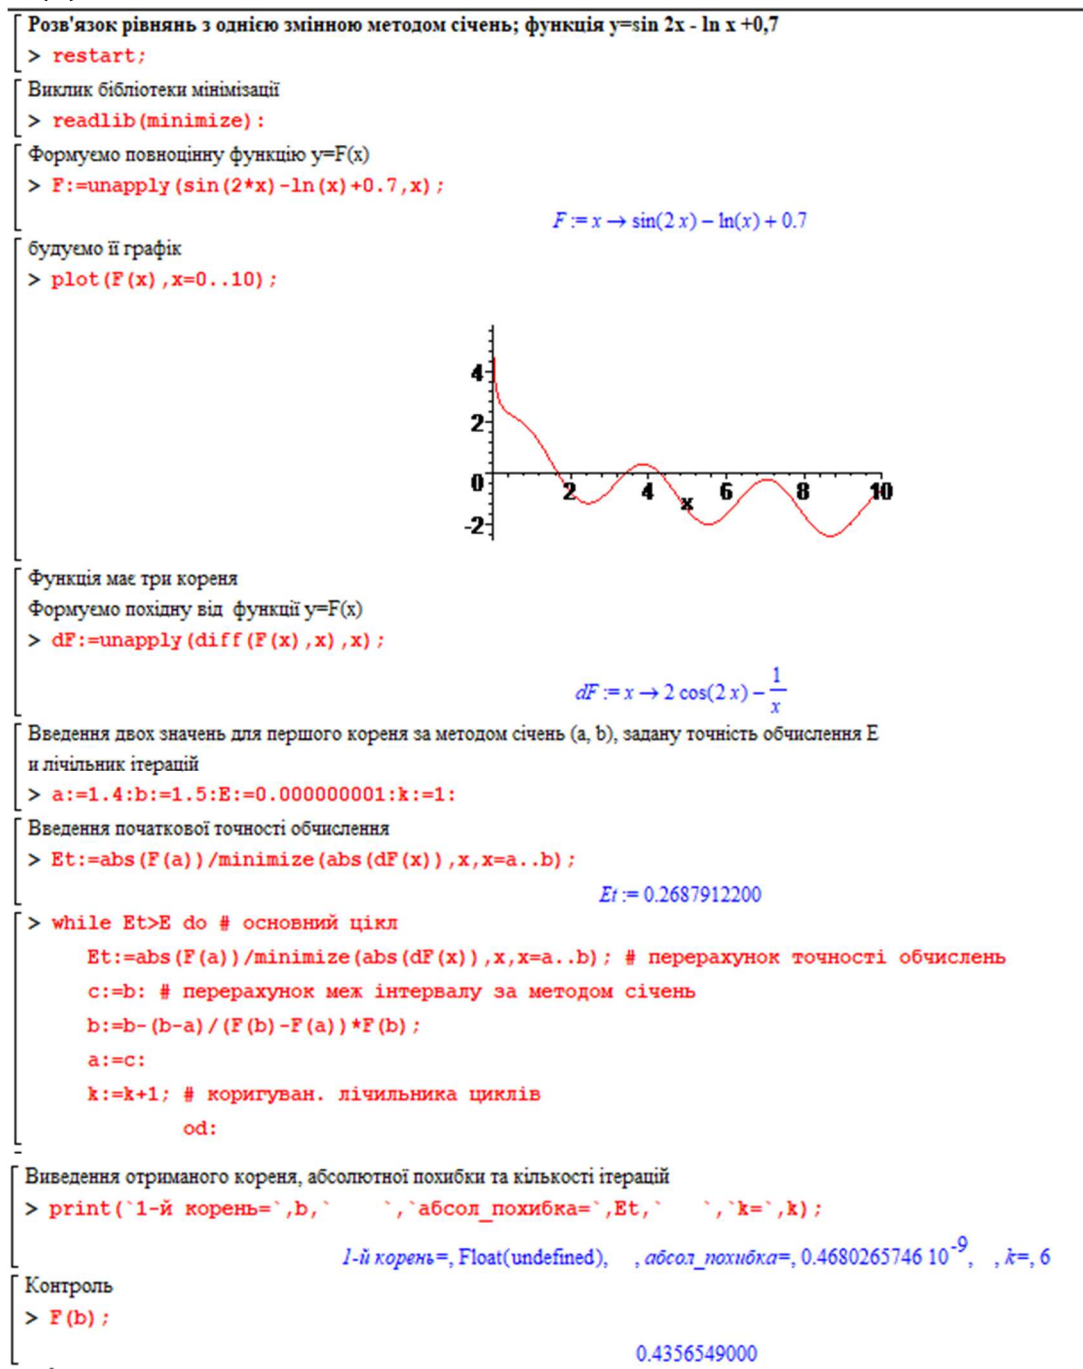 Розв'язок рівнянь з однією змінною методом січень; функція y=sin 2x - ln x +0,7
> restart;
Виклик бібліотеки мінімізації
> readlib(minimize):
Формуємо повноцінну функцію y=F(x)
> F:=unapply(sin(2*x)-ln(x)+0.7,x);
F := x → sin(2 x) − ln(x) + 0.7
будуємо її графік
> plot(F(x),x=0..10);
4
2
0 2 4 x 6 8 10
-2
Функція має три кореня
Формуємо похідну від функції y=F(x)
> dF:=unapply(diff(F(x),x),x);
dF := x → 2 cos(2 x) − 1/x
Введення двох значень для першого кореня за методом січень (a, b), задану точність обчислення E
и лічільник ітерацій
> a:=1.4:b:=1.5:E:=0.000000001:k:=1:
Введення початкової точності обчислення
> Et:=abs(F(a))/minimize(abs(dF(x)),x,x=a..b);
Et := 0.2687912200
> while Et>E do # основний цікл
Et:=abs(F(a))/minimize(abs(dF(x)),x,x=a..b); # перерахунок точності обчислень
c:=b: # перерахунок меж інтервалу за методом січень
b:=b-(b-a)/(F(b)-F(a))*F(b);
a:=c:
k:=k+1; # коригуван. лічильника циклів
od:
Виведення отриманого кореня, абсолютної похибки та кількості ітерацій
> print(`1-й корень=`,b,`     `,`абсол_похибка=`,Et,`   `,`k=`,k);
1-й корень=, Float(undefined),     , абсол_похибка=, 0.4680265746 10^-9,   , k=, 6
Контроль
> F(b);
0.4356549000